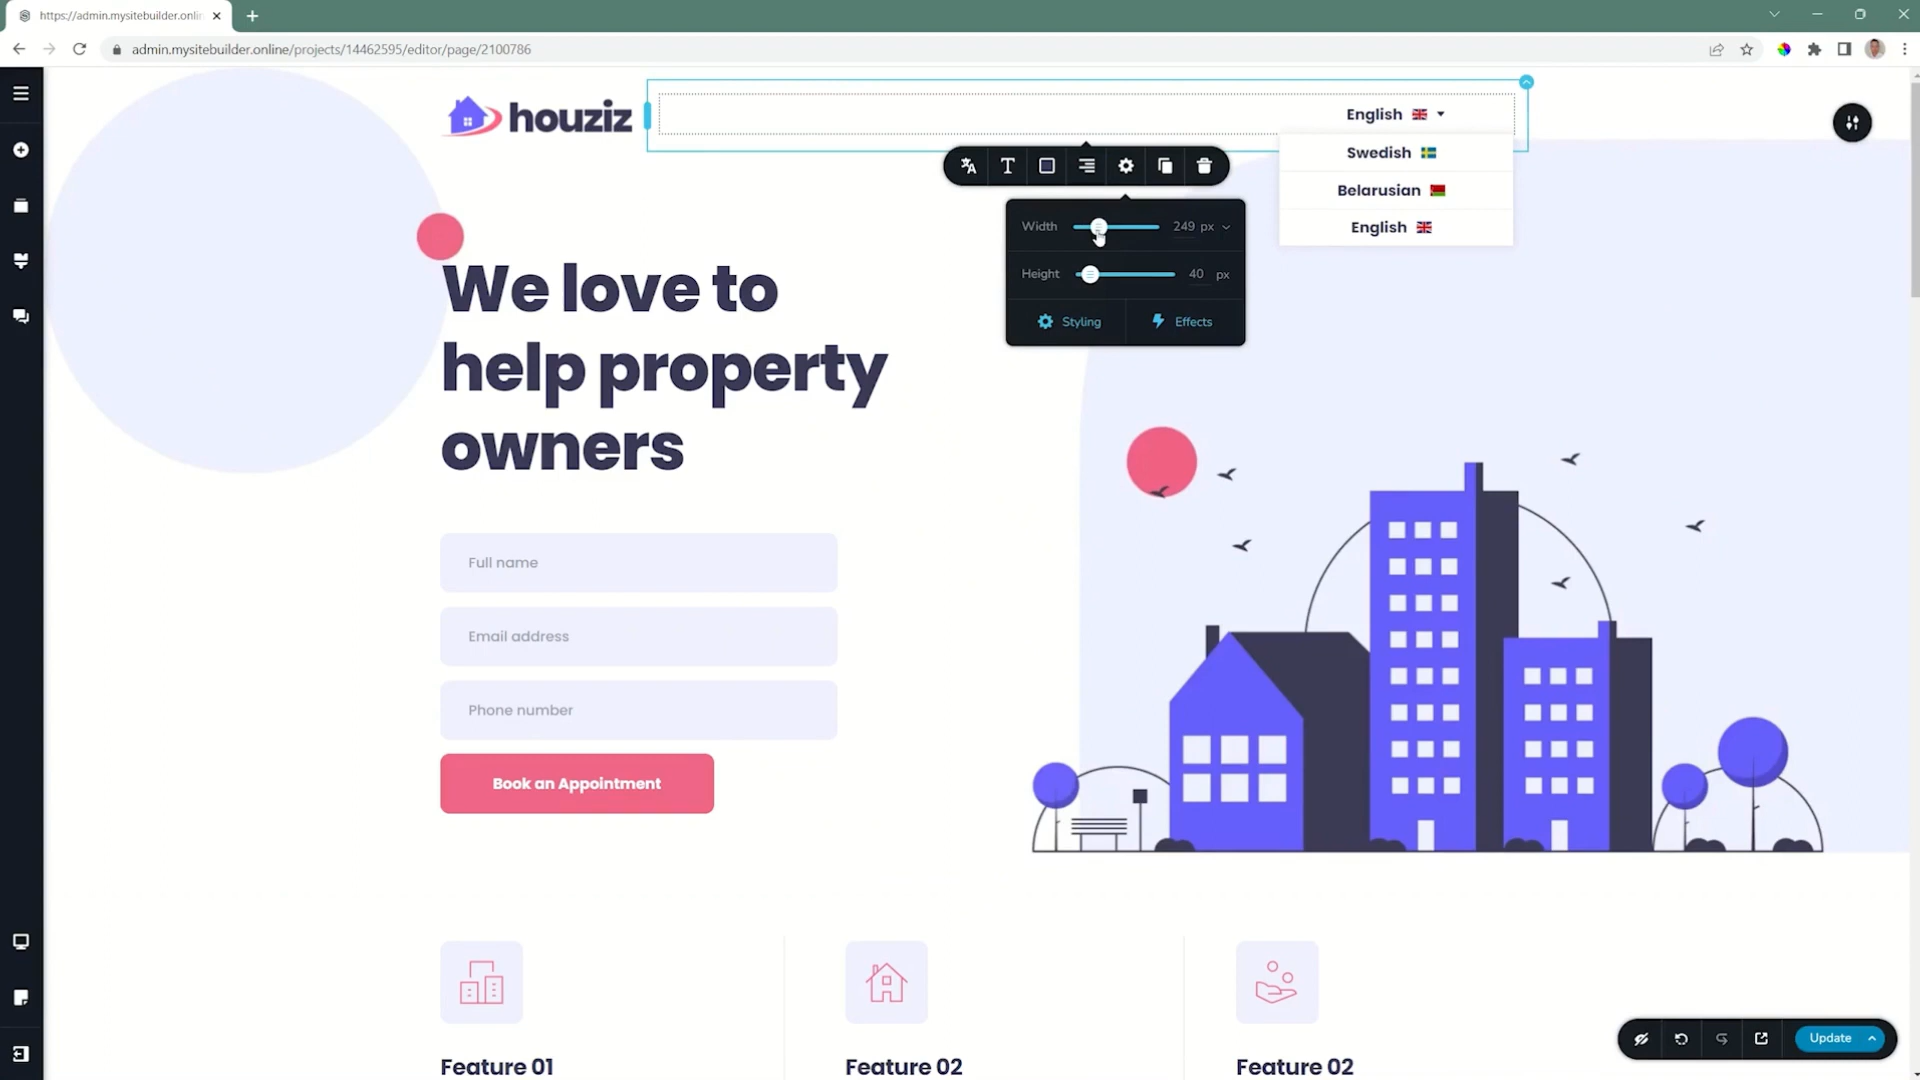 https://admin.mysitebuilder.onlin
admin.mysitebuilder.online/projects/14462595/editor/page/2100786
houziz
English
Swedish
Belarusian
English
Width 249 px
Height 40 px
Styling Effects
We love to
help property
owners
Full name
Email address
Phone number
Book an Appointment
Feature 01 Feature 02 Feature 02
Update